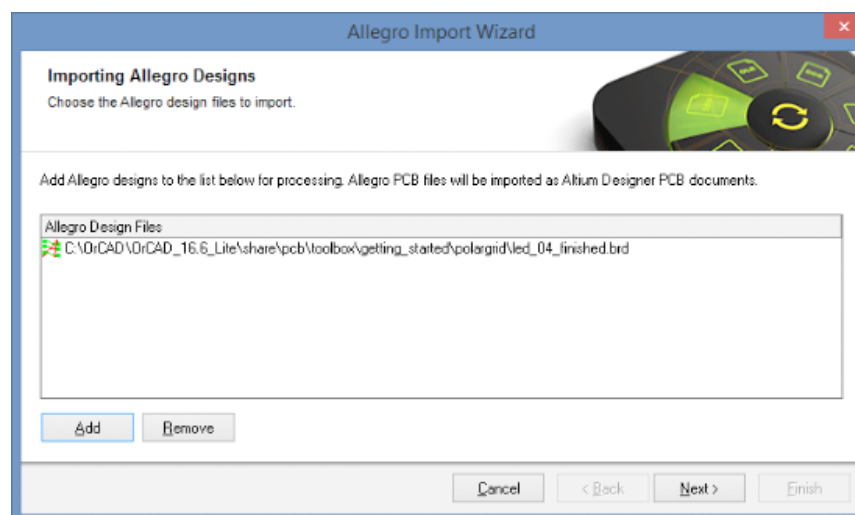 Allegro Import Wizard
Importing Allegro Designs
Choose the Allegro design files to import.
Add Allegro designs to the list below for processing. Allegro PCB files will be imported as Altium Designer PCB documents.
Allegro Design Files
C:\OrCAD\OrCAD_16.6_Lite\share\pcb\toolbox\getting_started\polargrid\led_04_finished.brd
Add Remove
Cancel < Back Next > Finish